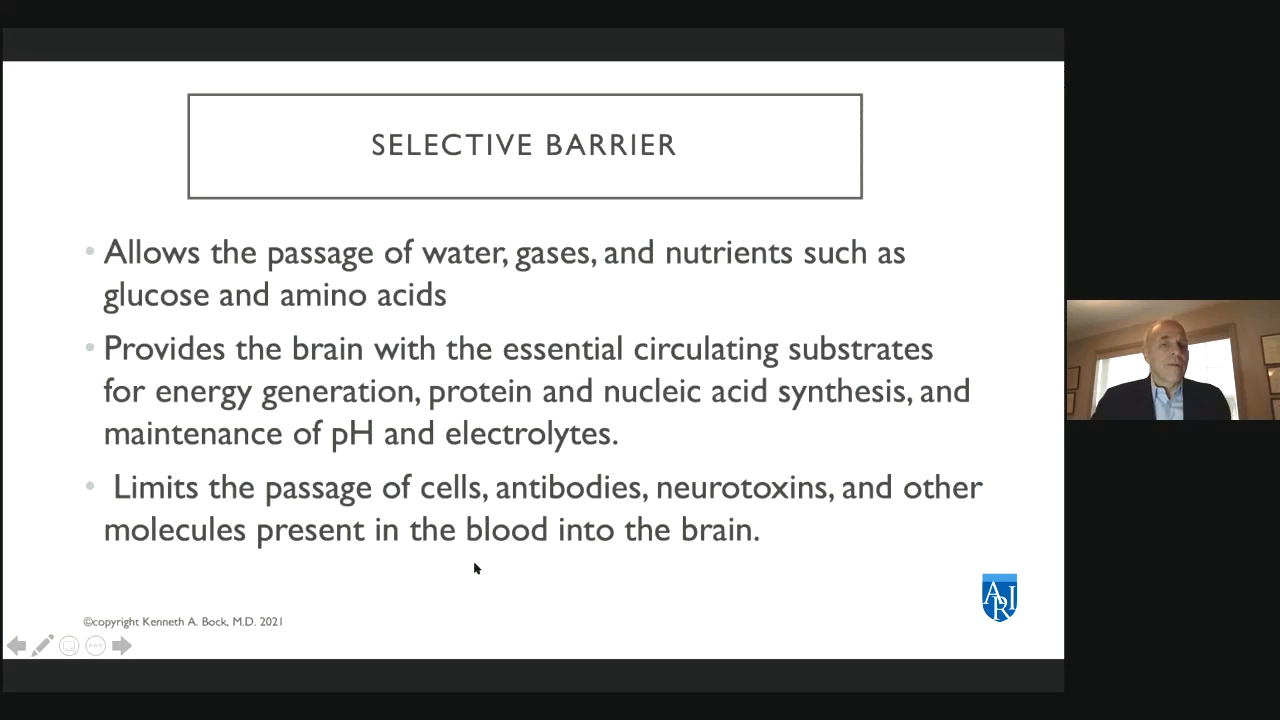 SELECTIVE BARRIER
• Allows the passage of water, gases, and nutrients such as
glucose and amino acids
• Provides the brain with the essential circulating substrates
for energy generation, protein and nucleic acid synthesis, and
maintenance of pH and electrolytes.
• Limits the passage of cells, antibodies, neurotoxins, and other
molecules present in the blood into the brain.
ARI
©copyright Kenneth A. Bock, M.D. 2021